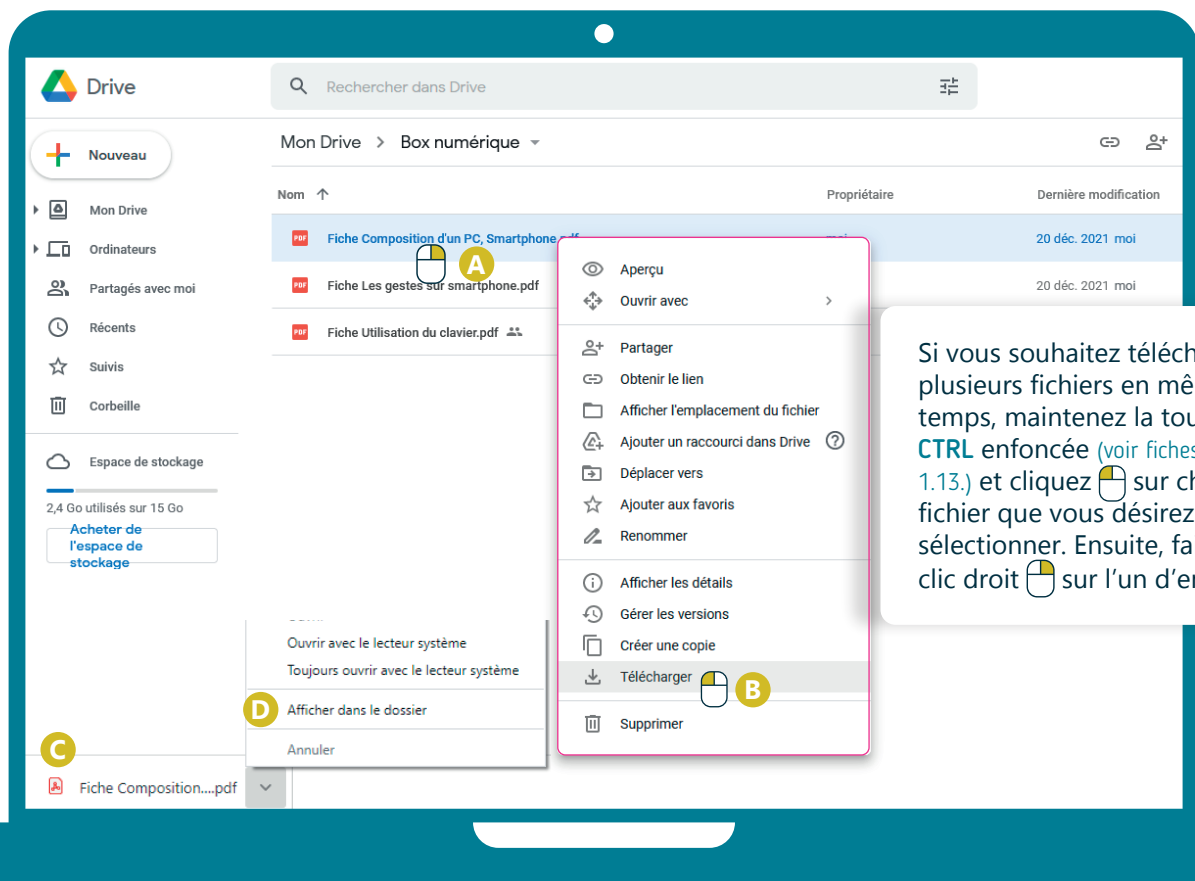 Drive
Rechercher dans Drive
Nouveau
Mon Drive > Box numérique
Nom
Propriétaire
Dernière modification
Mon Drive
Ordinateurs
Partagés avec moi
Récents
Suivis
Corbeille
Espace de stockage
2,4 Go utilisés sur 15 Go
Acheter de
l'espace de
stockage
PDF Fiche Composition d'un PC, Smartphone
20 déc. 2021 moi
A
PDF Fiche Les gestes sur smartphone.pdf
20 déc. 2021 moi
PDF Fiche Utilisation du clavier.pdf
Aperçu
Ouvrir avec
Partager
Obtenir le lien
Afficher l'emplacement du fichier
Ajouter un raccourci dans Drive
Déplacer vers
Ajouter aux favoris
Renommer
Afficher les détails
Gérer les versions
Créer une copie
Télécharger
B
Supprimer
Si vous souhaitez téléch
plusieurs fichiers en mê
temps, maintenez la tou
CTRL enfoncée (voir fiches
1.13.) et cliquez sur ch
fichier que vous désirez
sélectionner. Ensuite, fa
clic droit sur l'un d'e
Ouvrir avec le lecteur système
Toujours ouvrir avec le lecteur système
D
Afficher dans le dossier
Annuler
C
Fiche Composition....pdf